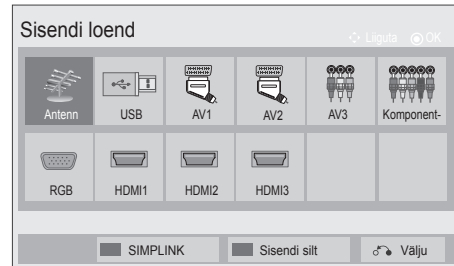 Sisendi loend
Liiguta OK
Antenn USB AV1 AV2 AV3 Komponent-
RGB HDMI1 HDMI2 HDMI3
SIMPLINK Sisendi silt Välju